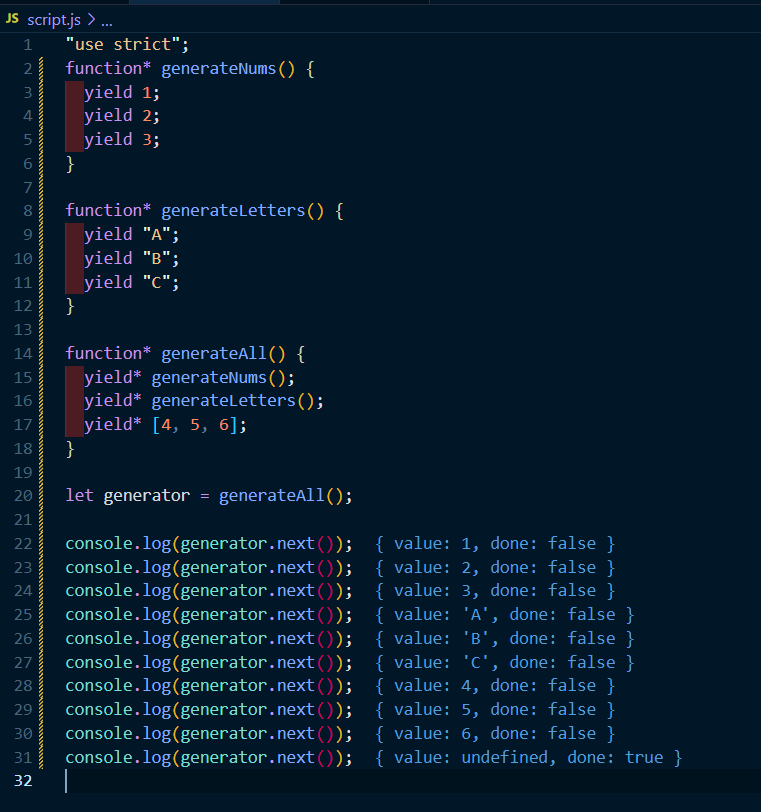 JS script.js > ...
1 "use strict";
2 function* generateNums() {
3 yield 1;
4 yield 2;
5 yield 3;
6 }
7
8 function* generateLetters() {
9 yield "A";
10 yield "B";
11 yield "C";
12 }
13
14 function* generateAll() {
15 yield* generateNums();
16 yield* generateLetters();
17 yield* [4, 5, 6];
18 }
19
20 let generator = generateAll();
21
22 console.log(generator.next()); { value: 1, done: false }
23 console.log(generator.next()); { value: 2, done: false }
24 console.log(generator.next()); { value: 3, done: false }
25 console.log(generator.next()); { value: 'A', done: false }
26 console.log(generator.next()); { value: 'B', done: false }
27 console.log(generator.next()); { value: 'C', done: false }
28 console.log(generator.next()); { value: 4, done: false }
29 console.log(generator.next()); { value: 5, done: false }
30 console.log(generator.next()); { value: 6, done: false }
31 console.log(generator.next()); { value: undefined, done: true }
32